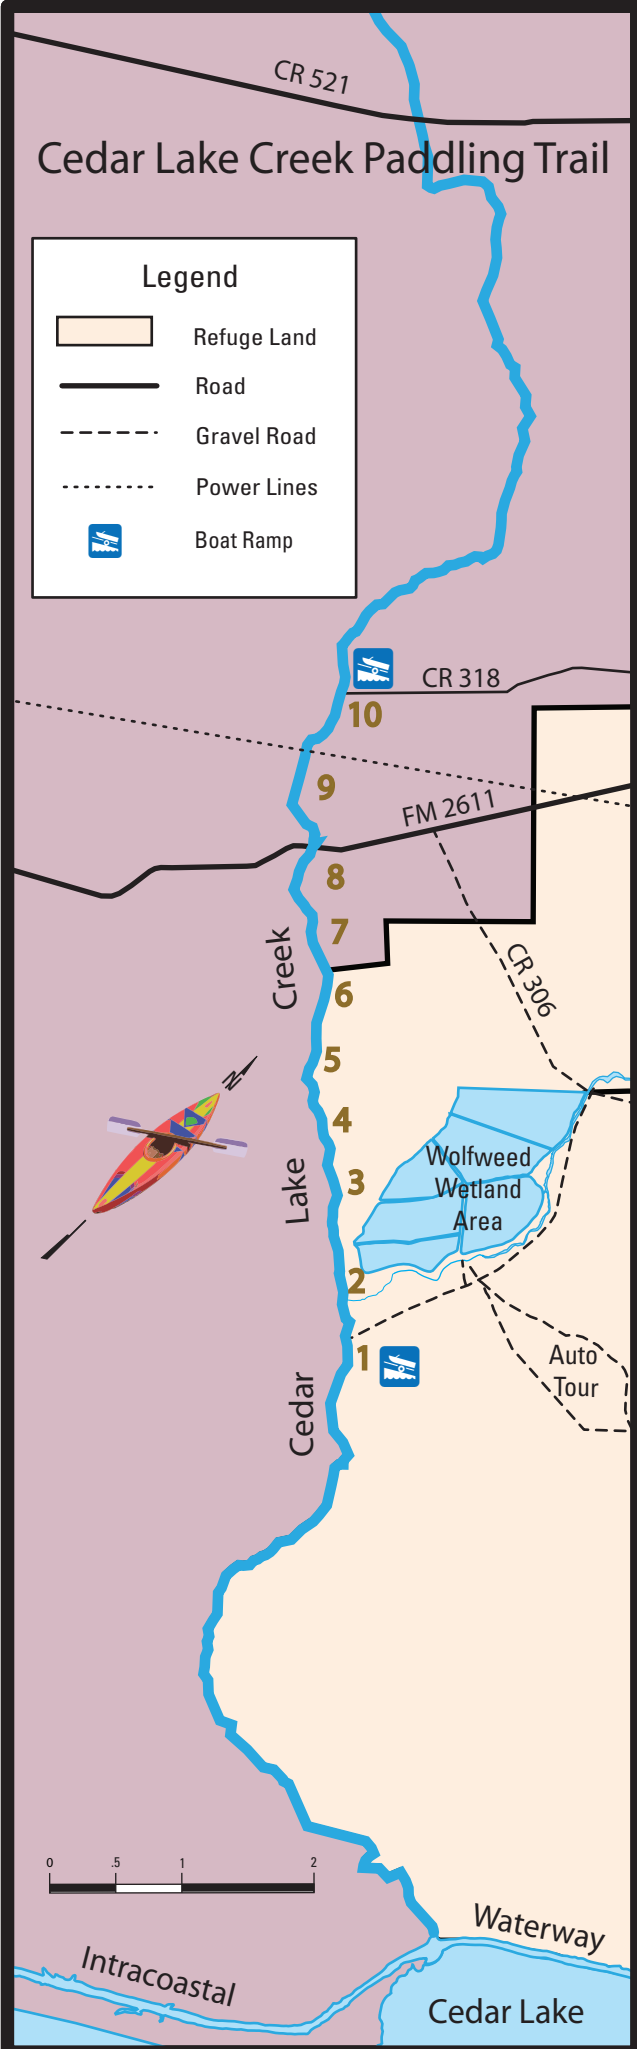 CR 521
Cedar Lake Creek Paddling Trail
Legend
Refuge Land
Road
Gravel Road
Power Lines
Boat Ramp
CR 318
10
9
FM 2611
8
7
Creek
CR 306
6
5
N
4
Lake
3
Wolfweed
Wetland
Area
2
1
Auto
Tour
Cedar
0 .5 1 2
Waterway
Intracoastal
Cedar Lake